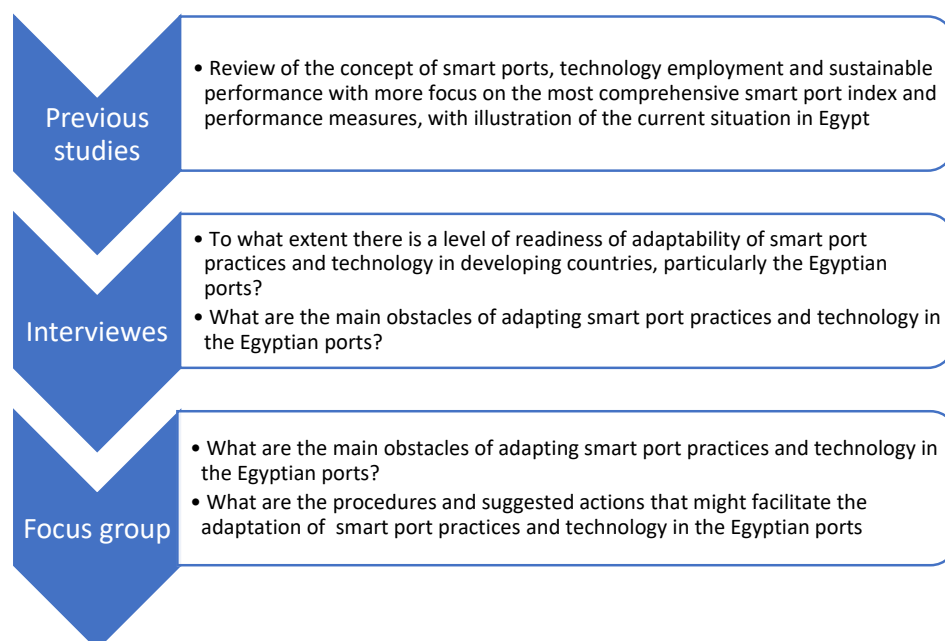 Previous
studies
• Review of the concept of smart ports, technology employment and sustainable
performance with more focus on the most comprehensive smart port index and
performance measures, with illustration of the current situation in Egypt
Interviewes
• To what extent there is a level of readiness of adaptability of smart port
practices and technology in developing countries, particularly the Egyptian
ports?
• What are the main obstacles of adapting smart port practices and technology in
the Egyptian ports?
Focus group
• What are the main obstacles of adapting smart port practices and technology in
the Egyptian ports?
• What are the procedures and suggested actions that might facilitate the
adaptation of smart port practices and technology in the Egyptian ports